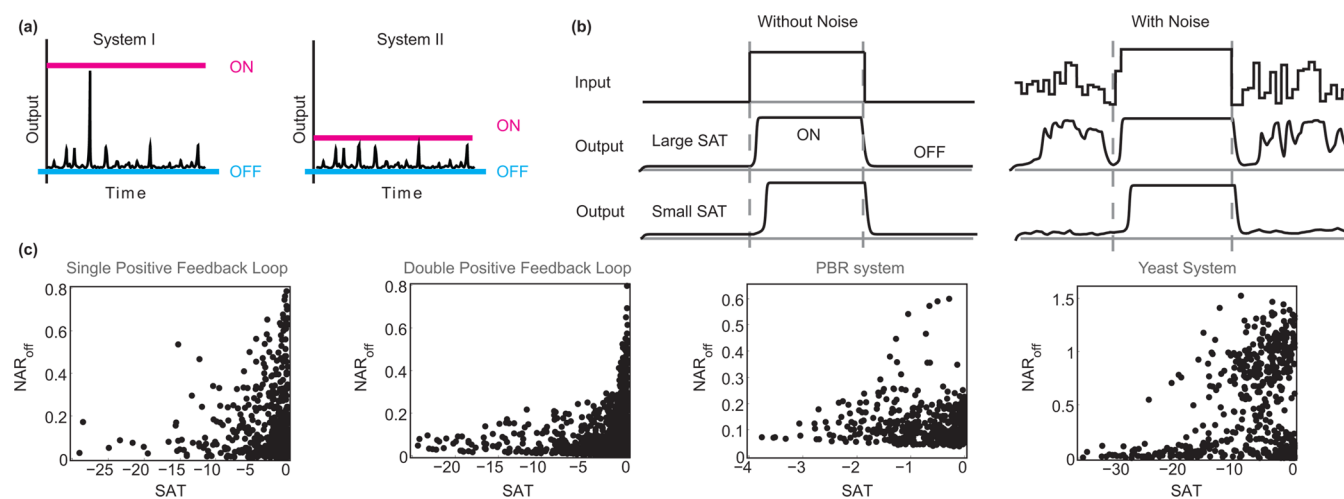 (a)
System I
ON
Output
OFF
Time
System II
ON
Output
OFF
Time
(b)
Without Noise
With Noise
Input
Output
Large SAT
ON
OFF
Output
Small SAT
(c)
Single Positive Feedback Loop
0.8
0.6
0.4
0.2
0
NARoff
−25
−20
−15
−10
−5
0
SAT
Double Positive Feedback Loop
0.8
0.6
0.4
0.2
0
NARoff
−20
−15
−10
−5
0
SAT
PBR system
0.6
0.5
0.4
0.3
0.2
0.1
0
NARoff
−4
−3
−2
−1
0
SAT
Yeast System
1.5
1
0.5
0
NARoff
−30
−20
−10
0
SAT